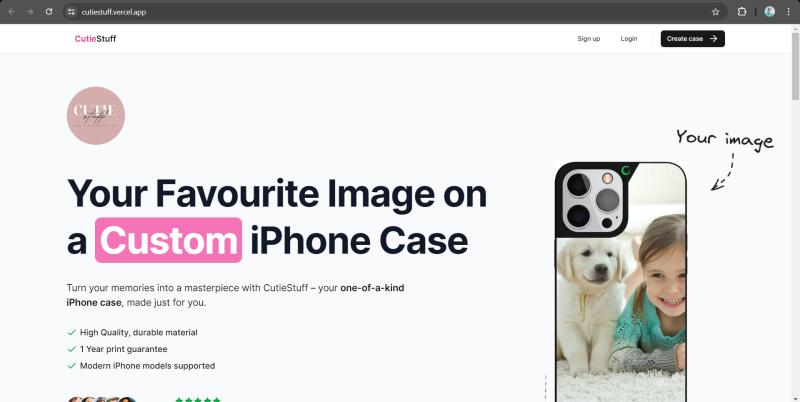 cutiestuff.vercel.app
CutieStuff
Sign up
Login
Create case
CUTIE
stuff
Your image
Your Favourite Image on
a Custom iPhone Case
Turn your memories into a masterpiece with CutieStuff – your one-of-a-kind
iPhone case, made just for you.
High Quality, durable material
1 Year print guarantee
Modern iPhone models supported